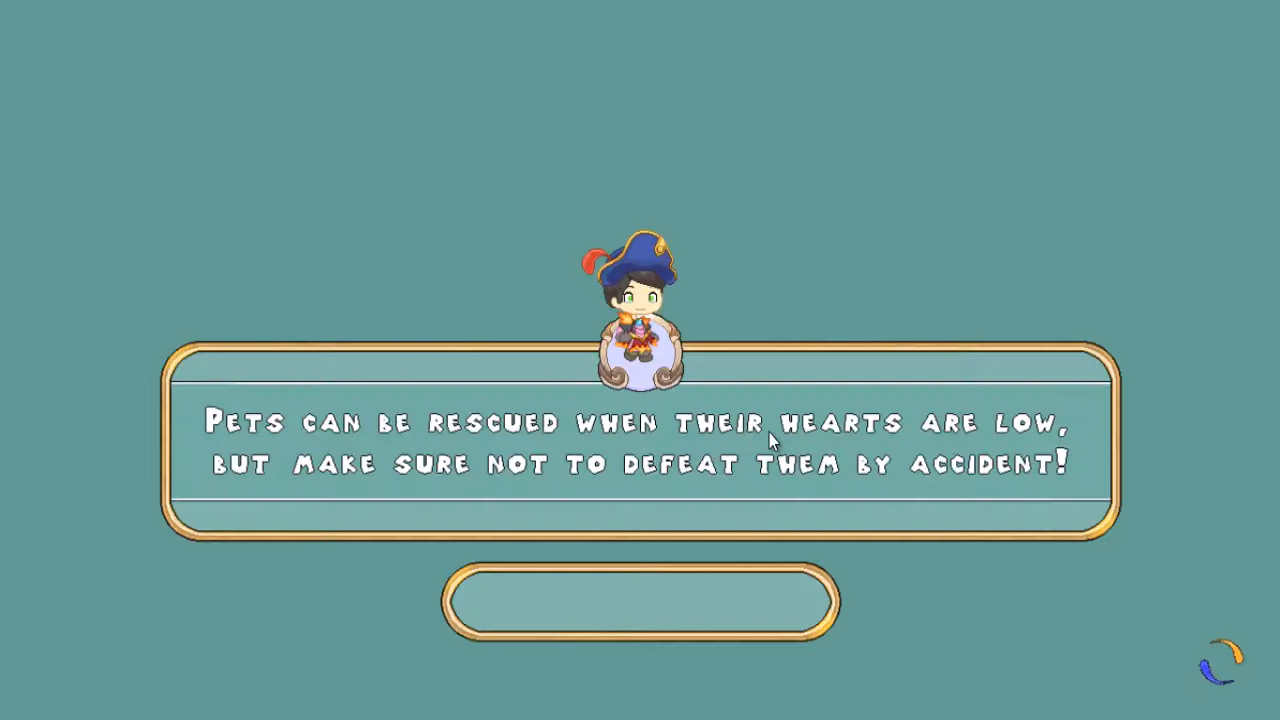 Pets can be rescued when their hearts are low,
but make sure not to defeat them by accident!